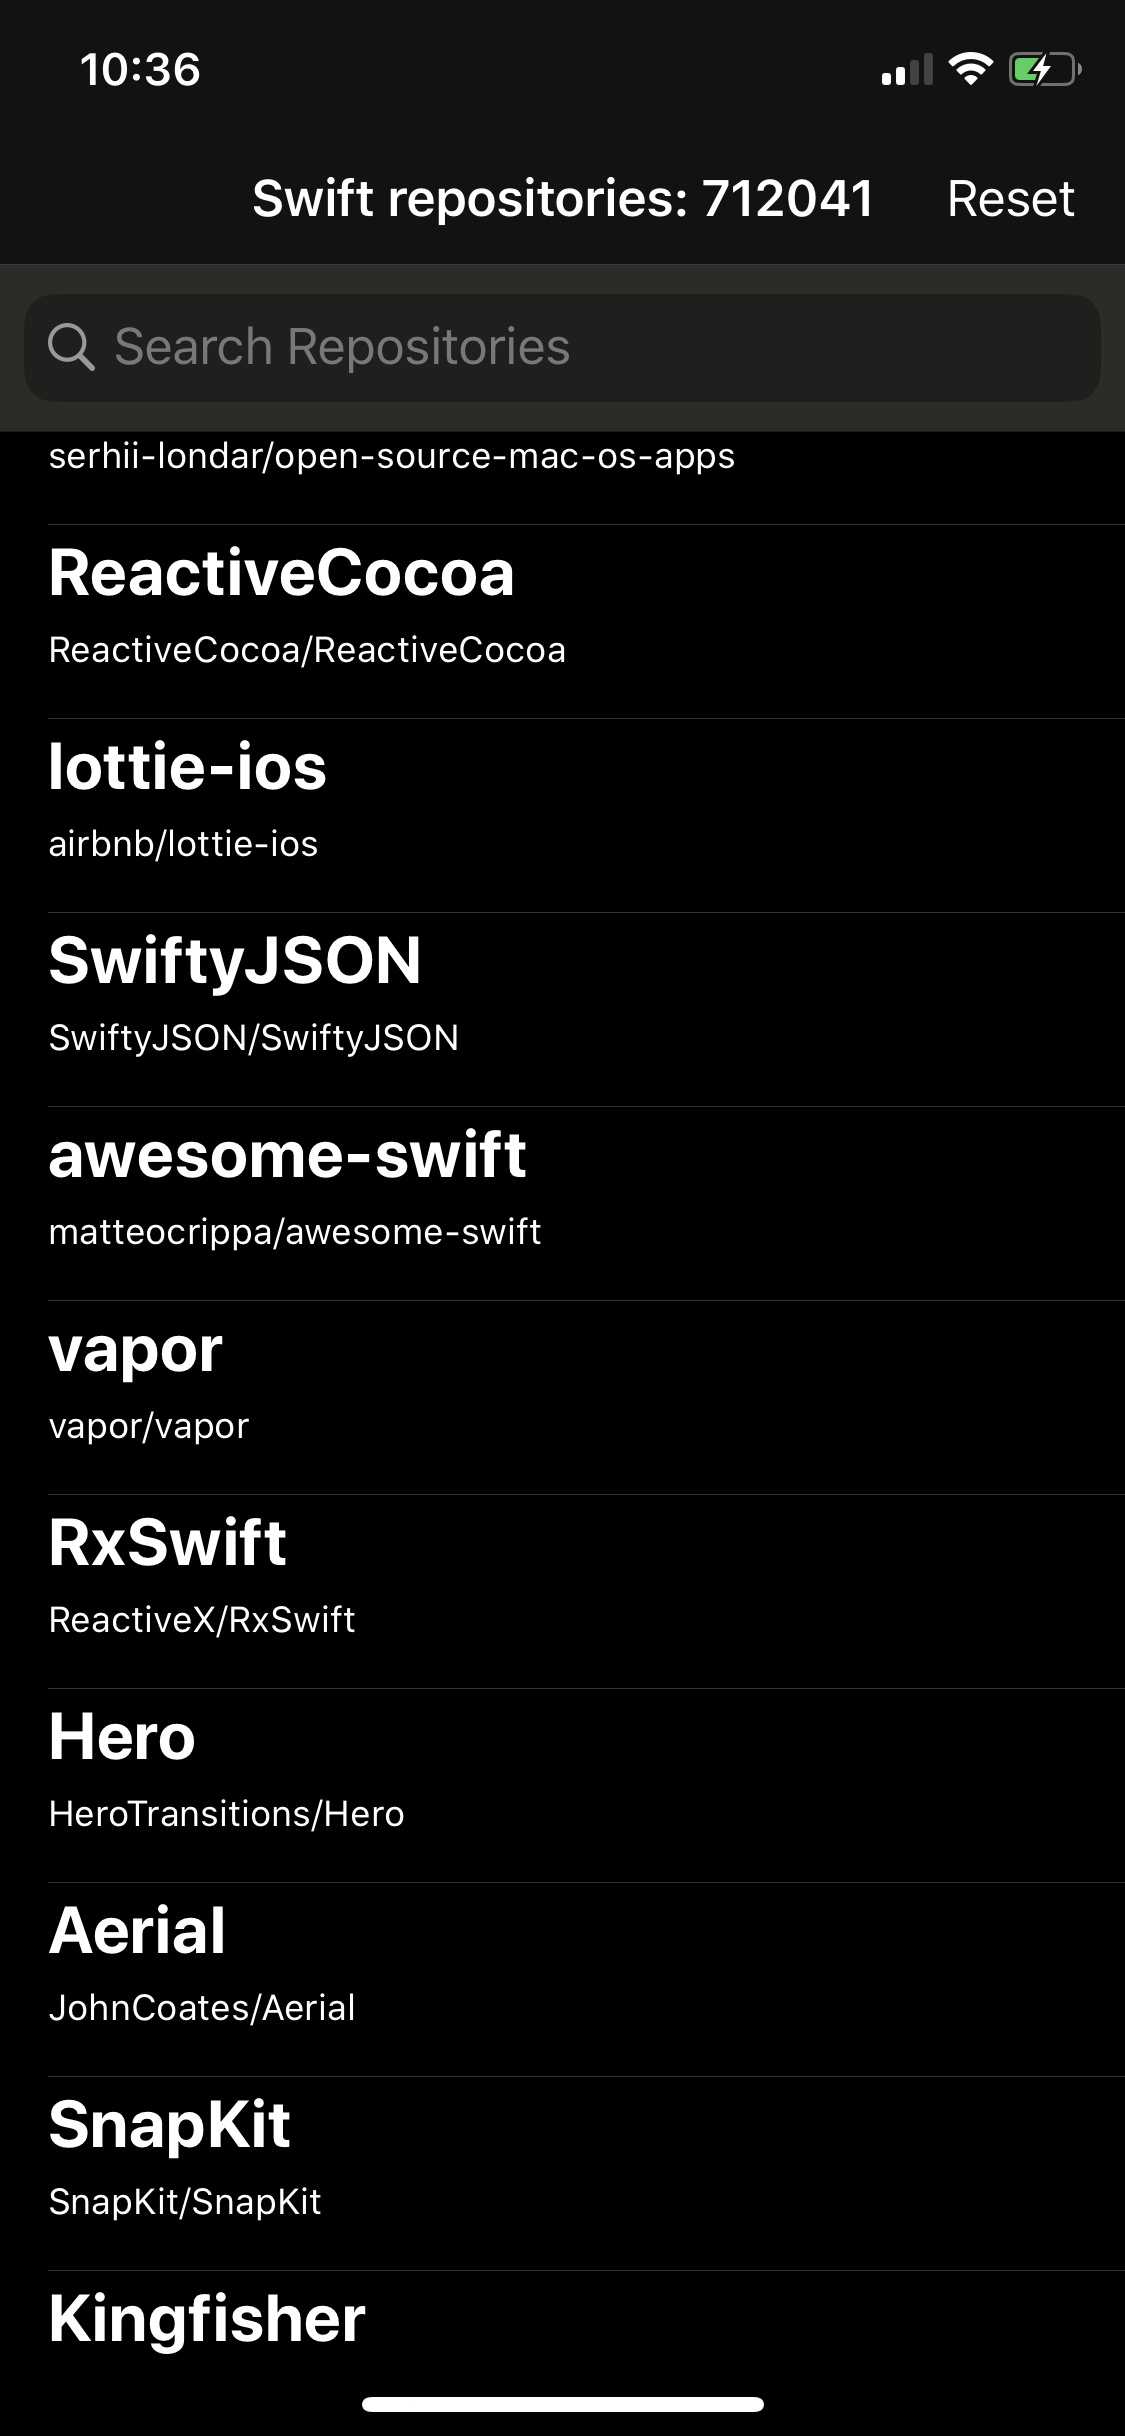 10:36
Swift repositories: 712041
Reset
Search Repositories
serhii-londar/open-source-mac-os-apps
ReactiveCocoa
ReactiveCocoa/ReactiveCocoa
lottie-ios
airbnb/lottie-ios
SwiftyJSON
SwiftyJSON/SwiftyJSON
awesome-swift
matteocrippa/awesome-swift
vapor
vapor/vapor
RxSwift
ReactiveX/RxSwift
Hero
HeroTransitions/Hero
Aerial
JohnCoates/Aerial
SnapKit
SnapKit/SnapKit
Kingfisher